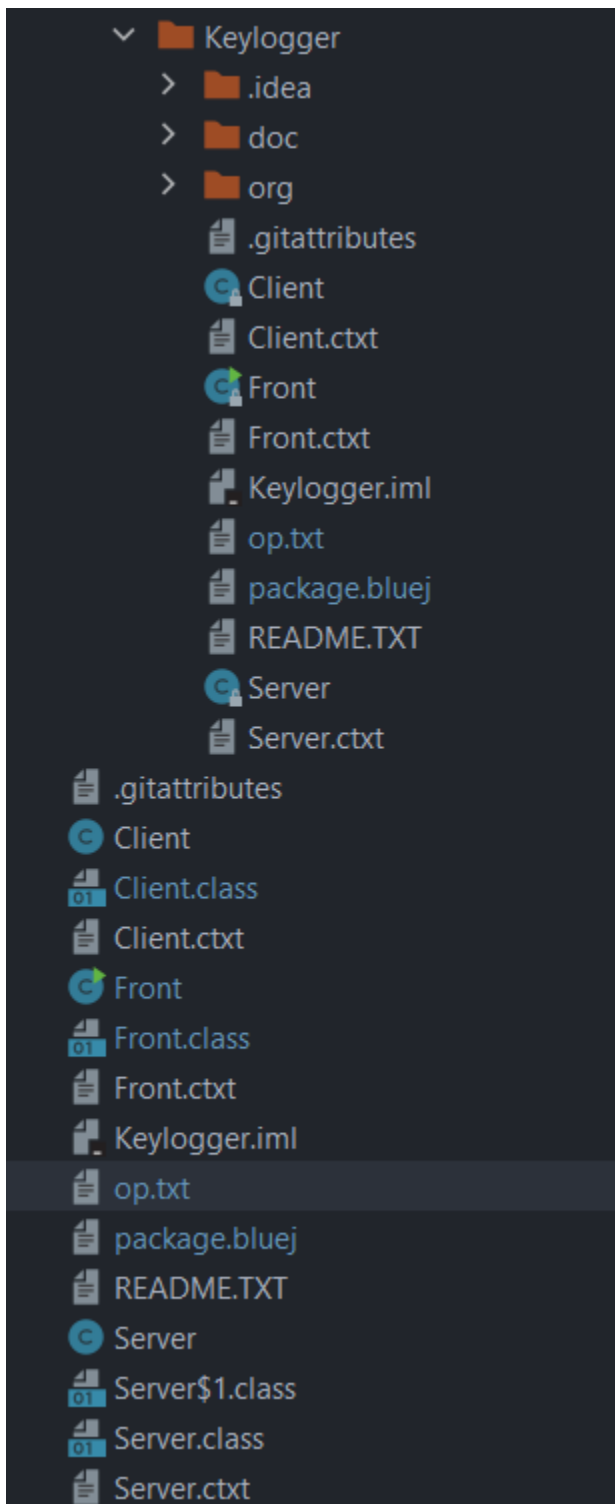 Keylogger
.idea
doc
org
.gitattributes
Client
Client.ctxt
Front
Front.ctxt
Keylogger.iml
op.txt
package.bluej
README.TXT
Server
Server.ctxt
.gitattributes
Client
Client.class
Client.ctxt
Front
Front.class
Front.ctxt
Keylogger.iml
op.txt
package.bluej
README.TXT
Server
Server$1.class
Server.class
Server.ctxt